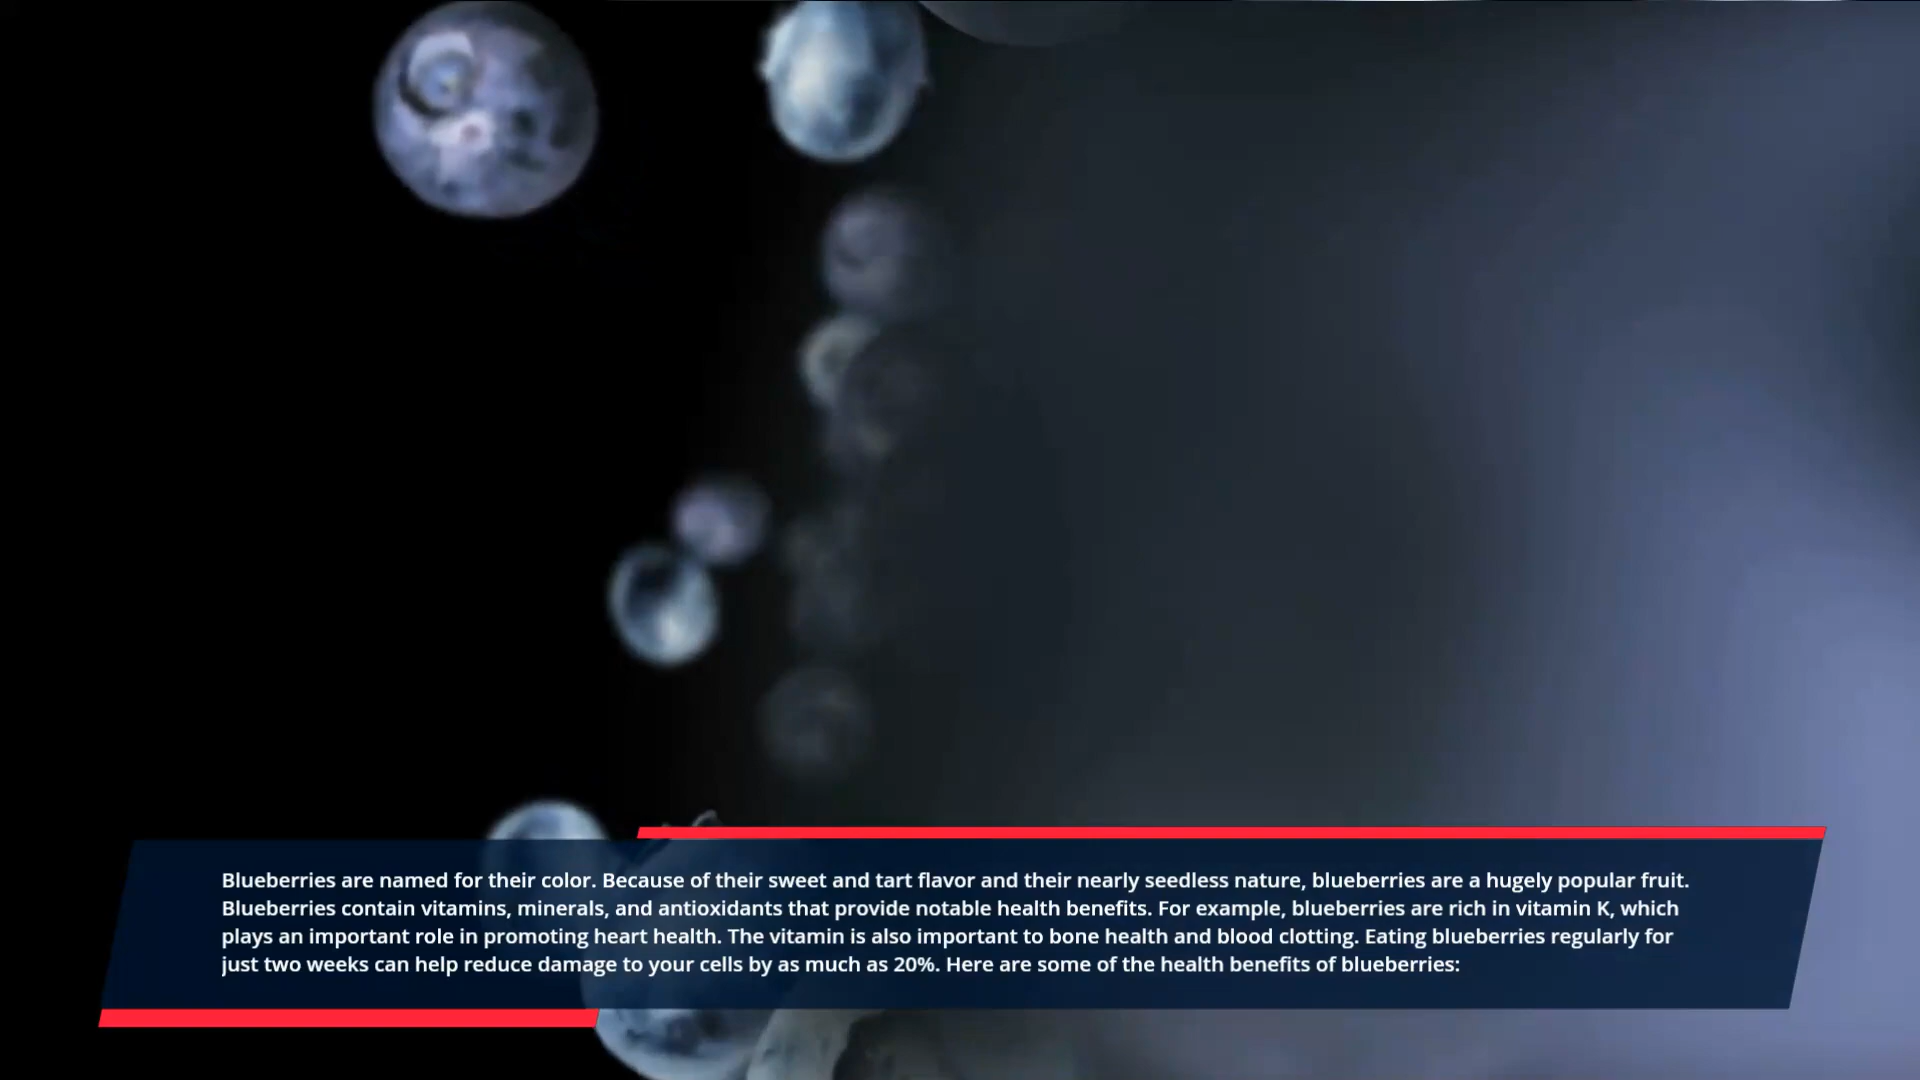 Blueberries are named for their color. Because of their sweet and tart flavor and their nearly seedless nature, blueberries are a hugely popular fruit.
Blueberries contain vitamins, minerals, and antioxidants that provide notable health benefits. For example, blueberries are rich in vitamin K, which
plays an important role in promoting heart health. The vitamin is also important to bone health and blood clotting. Eating blueberries regularly for
just two weeks can help reduce damage to your cells by as much as 20%. Here are some of the health benefits of blueberries: